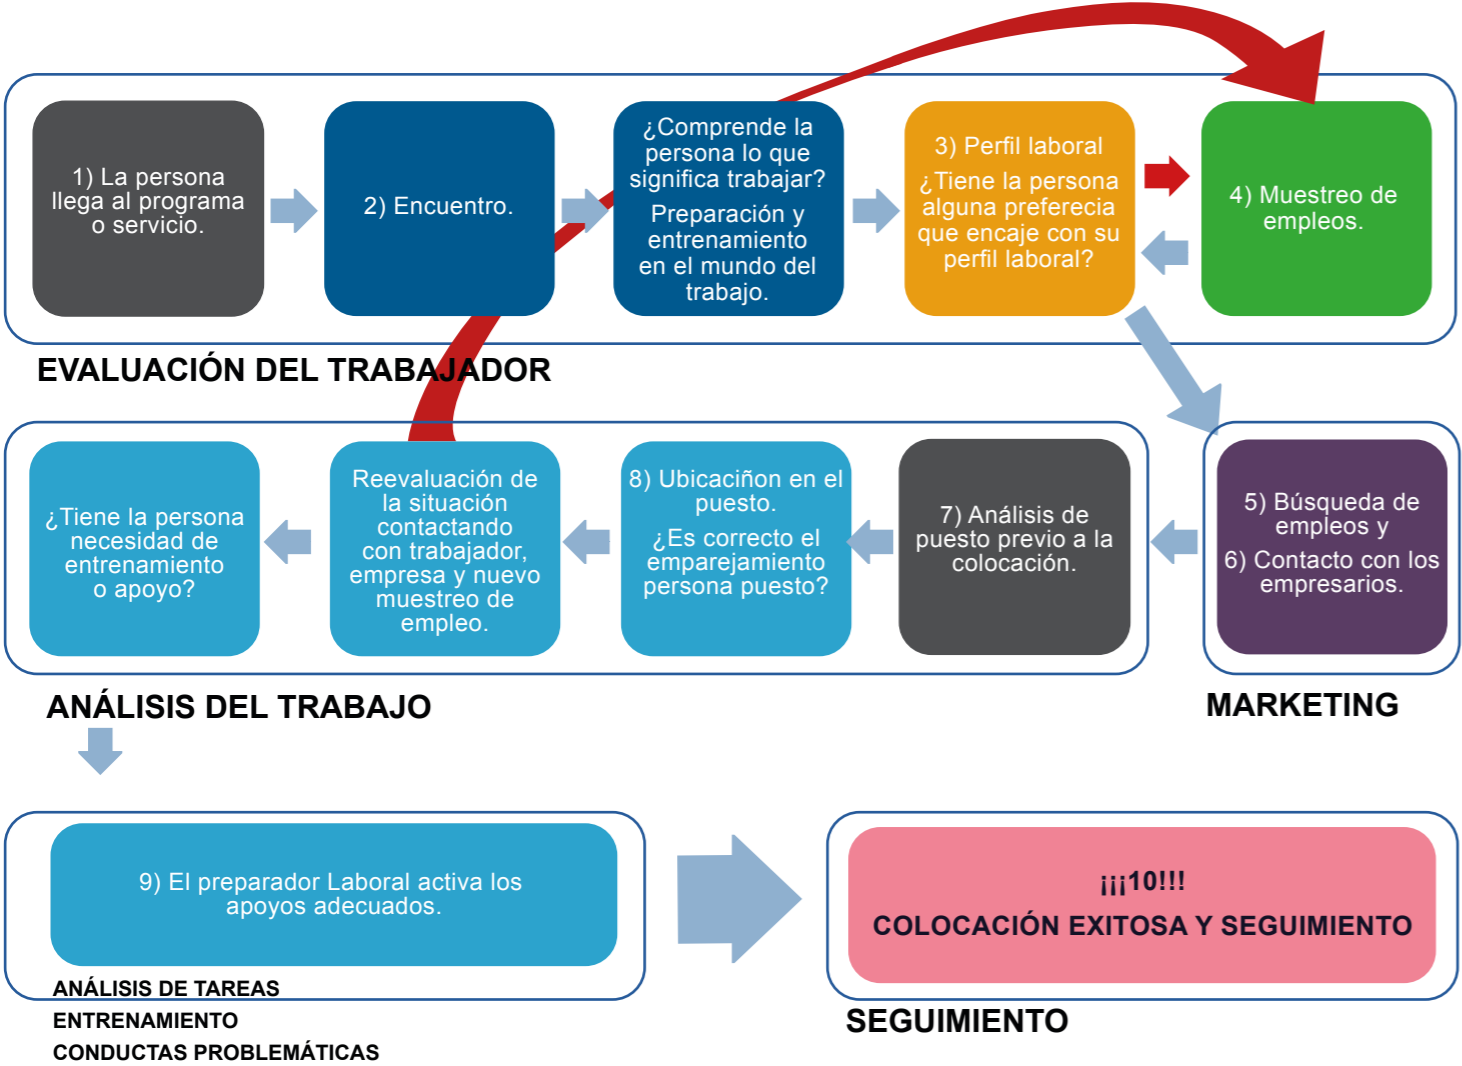 1) La persona
llega al programa
o servicio.
2) Encuentro.
¿Comprende la
persona lo que
significa trabajar?
Preparación y
entrenamiento
en el mundo del
trabajo.
3) Perfil laboral
¿Tiene la persona
alguna preferecia
que encaje con su
perfil laboral?
4) Muestreo de
empleos.
EVALUACIÓN DEL TRABAJADOR
¿Tiene la persona
necesidad de
entrenamiento
o apoyo?
Reevaluación de
la situación
contactando
con trabajador,
empresa y nuevo
muestreo de
empleo.
8) Ubicaciñon en el
puesto.
¿Es correcto el
emparejamiento
persona puesto?
7) Análisis de
puesto previo a la
colocación.
5) Búsqueda de
empleos y
6) Contacto con los
empresarios.
ANÁLISIS DEL TRABAJO
MARKETING
9) El preparador Laboral activa los
apoyos adecuados.
¡¡¡10!!!
COLOCACIÓN EXITOSA Y SEGUIMIENTO
ANÁLISIS DE TAREAS
ENTRENAMIENTO
CONDUCTAS PROBLEMÁTICAS
SEGUIMIENTO